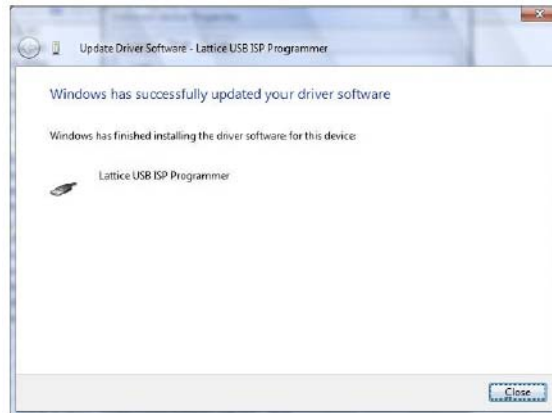 Update Driver Software - Lattice USB ISP Programmer
Windows has successfully updated your driver software
Windows has finished installing the driver software for this device:
Lattice USB ISP Programmer
Close